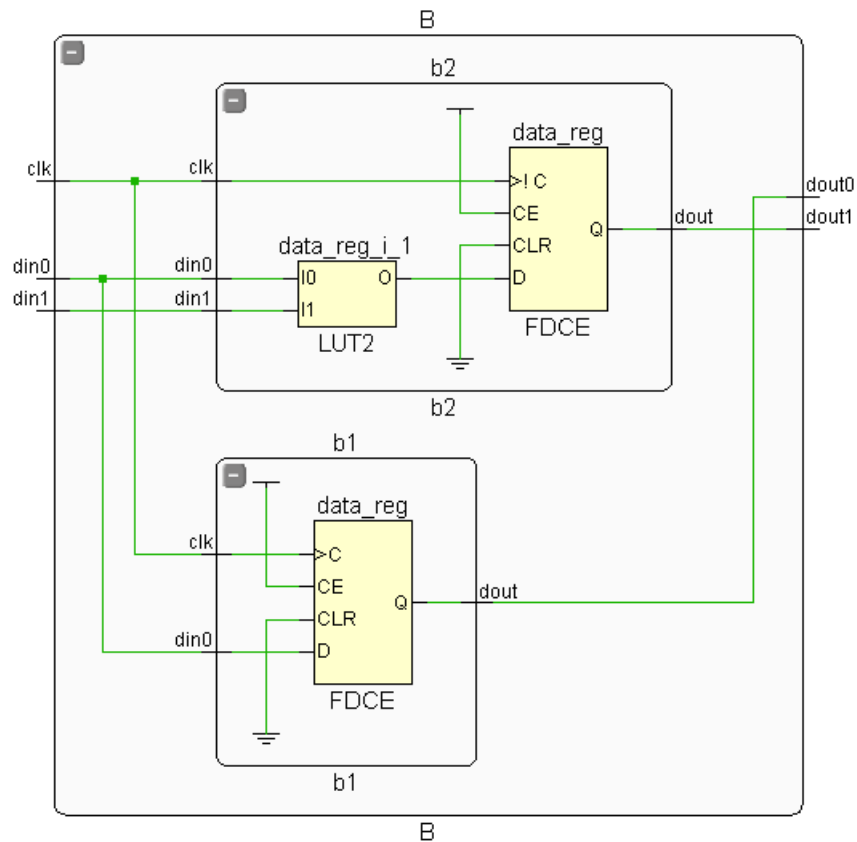 B
b2
data_reg
clk
clk
>! C
dout0
CE
dout
dout1
Q
CLR
data_reg_i_1
din0
din0
I0
O
D
din1
din1
I1
FDCE
LUT2
b2
b1
data_reg
clk
>C
CE
dout
Q
CLR
din0
D
FDCE
b1
B